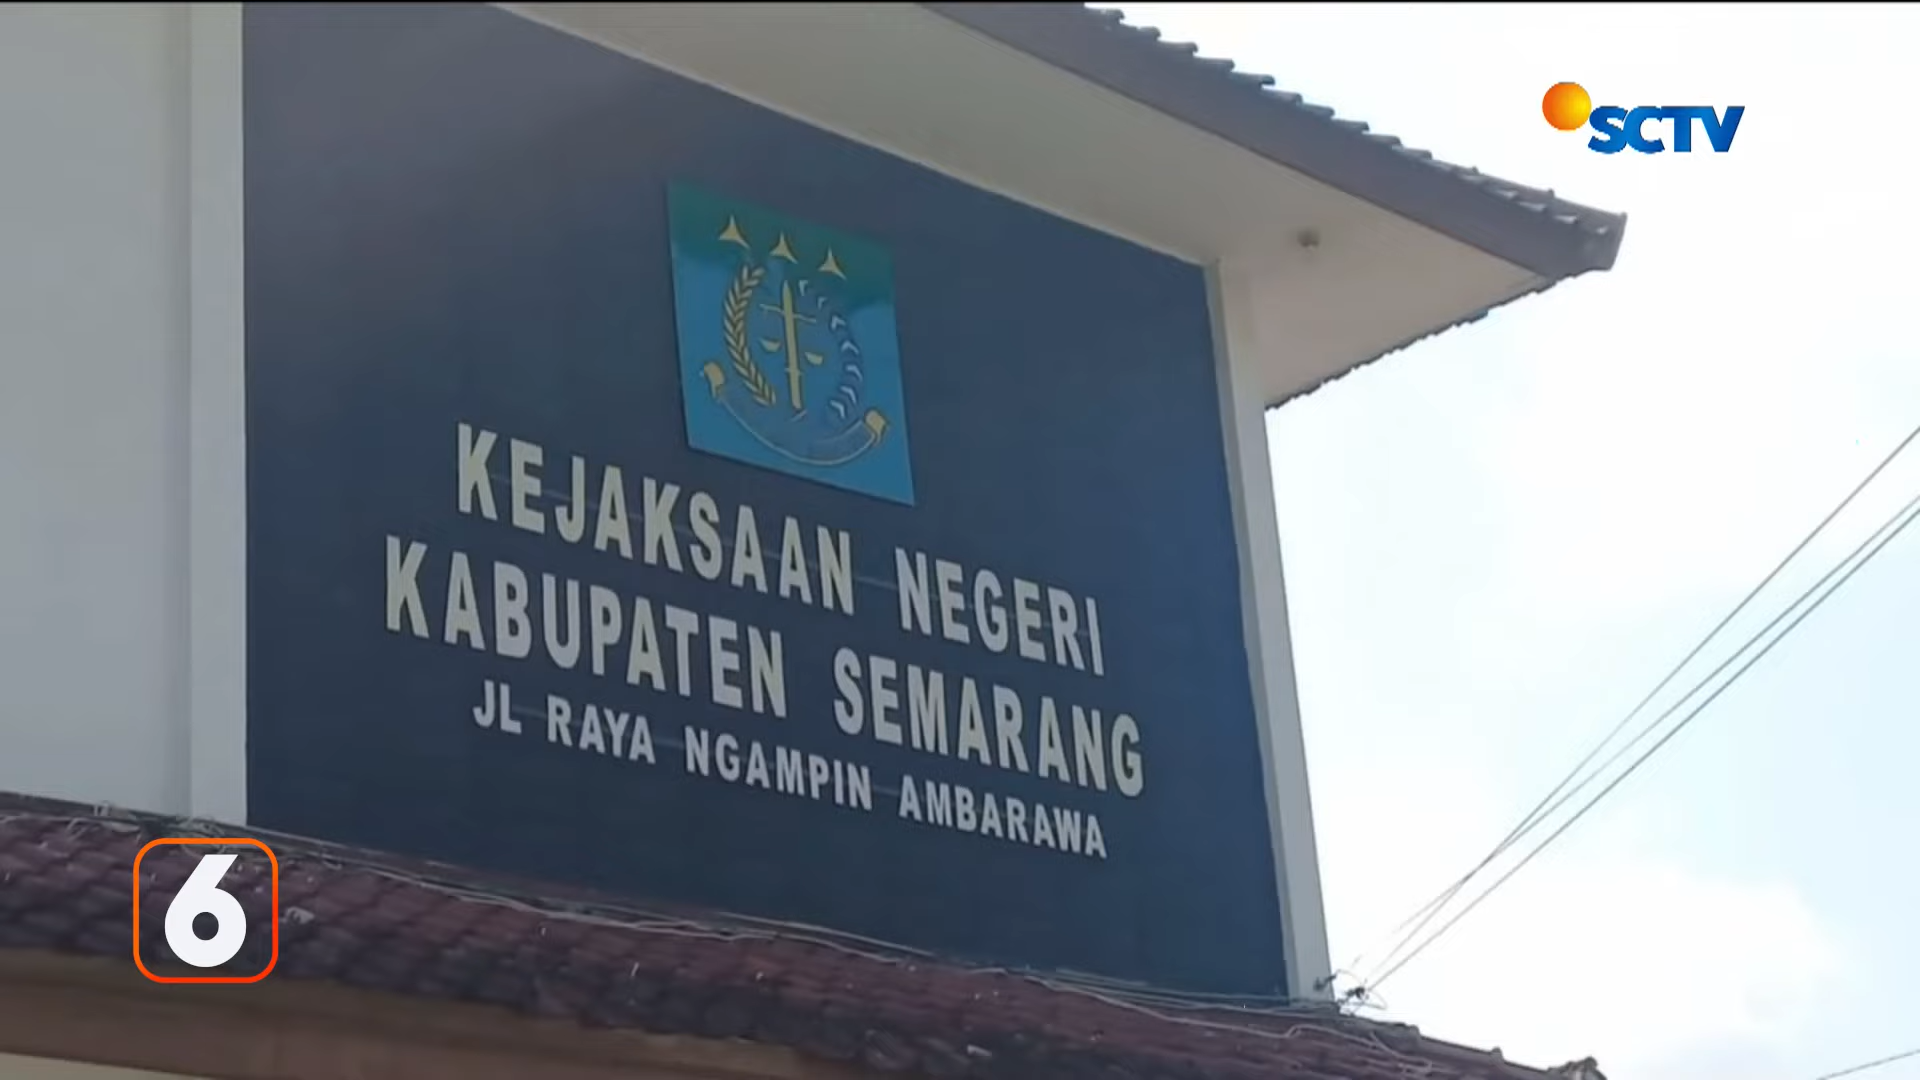 SCTV
KEJAKSAAN NEGERI
KABUPATEN SEMARANG
JL RAYA NGAMPIN AMBARAWA
6